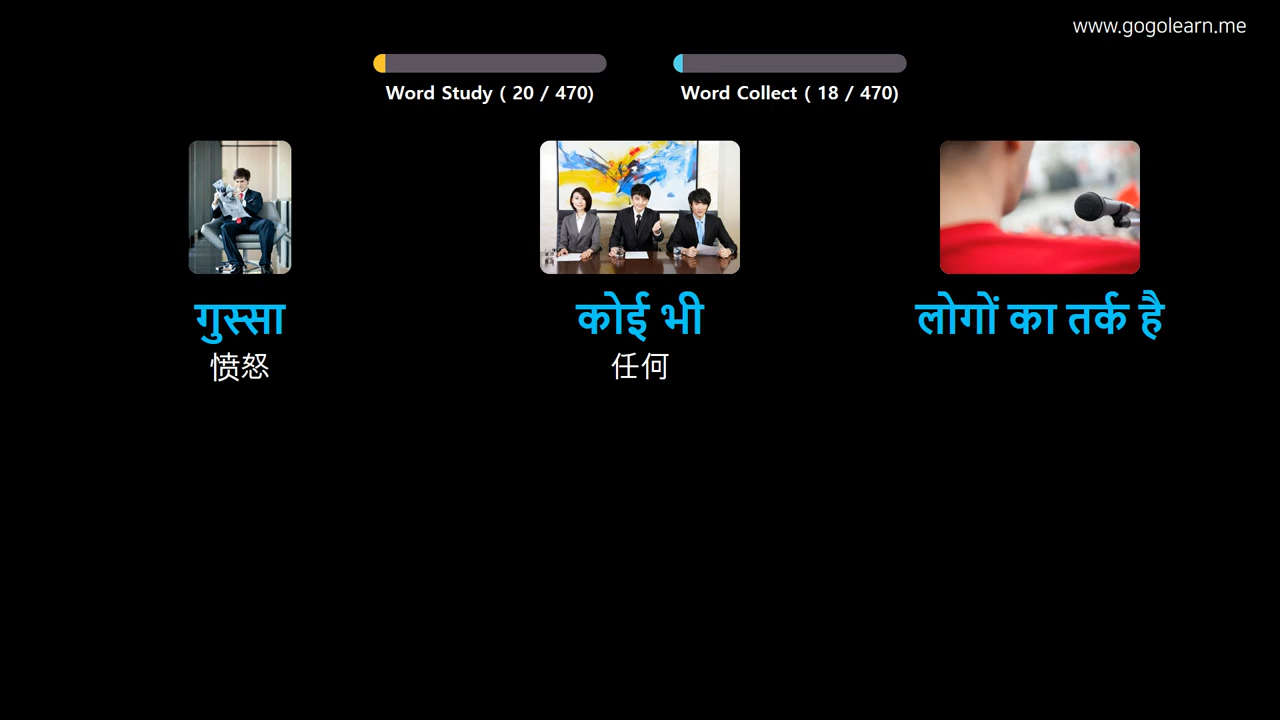 www.gogolearn.me
Word Study ( 20 / 470)
Word Collect ( 18 / 470)
गुस्सा
愤怒
कोई भी
任何
लोगों का तर्क है